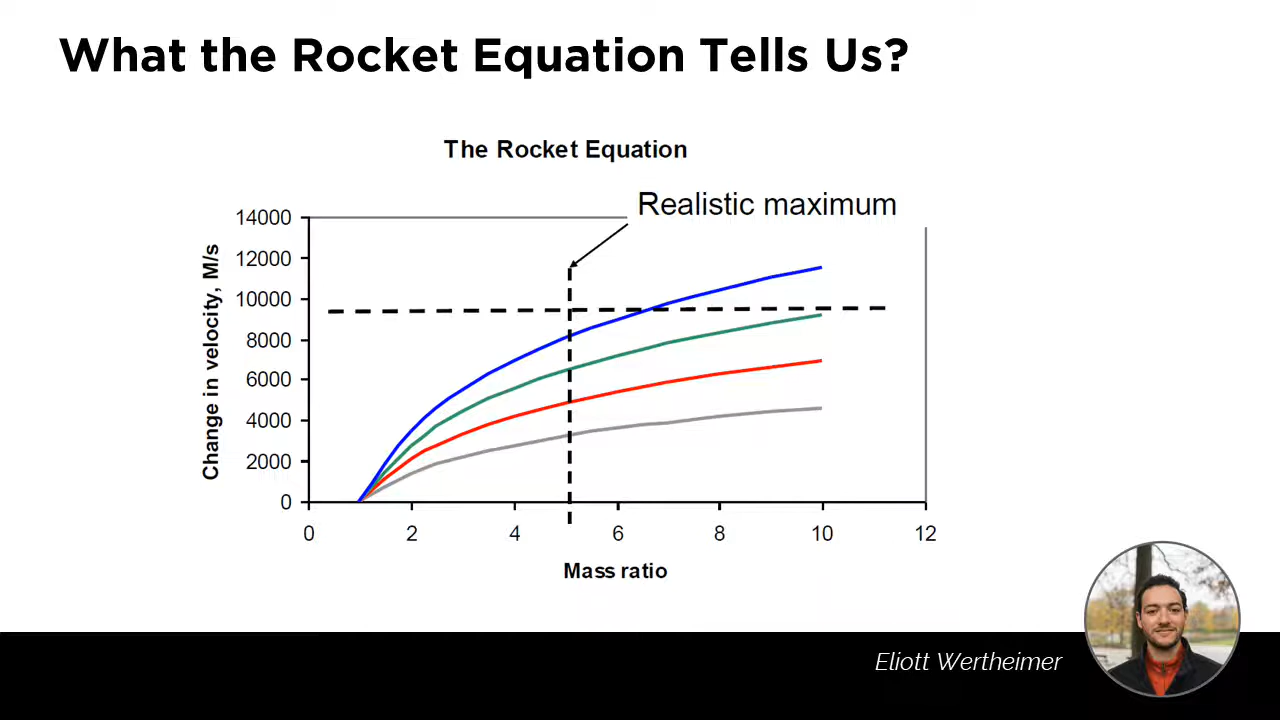 What the Rocket Equation Tells Us?
The Rocket Equation
Realistic maximum
14000
12000
10000
8000
6000
4000
2000
0
Change in velocity, M/s
0 2 4 6 8 10 12
Mass ratio
Eliott Wertheimer